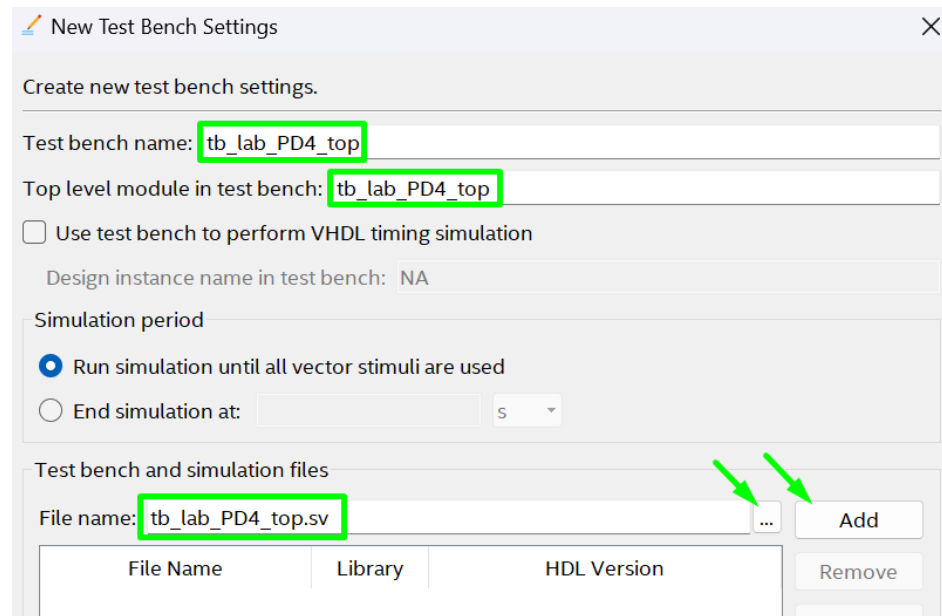 New Test Bench Settings
Create new test bench settings.
Test bench name: tb_lab_PD4_top
Top level module in test bench: tb_lab_PD4_top
Use test bench to perform VHDL timing simulation
Design instance name in test bench: NA
Simulation period
Run simulation until all vector stimuli are used
End simulation at: s
Test bench and simulation files
File name: tb_lab_PD4_top.sv ... Add
File Name Library HDL Version Remove